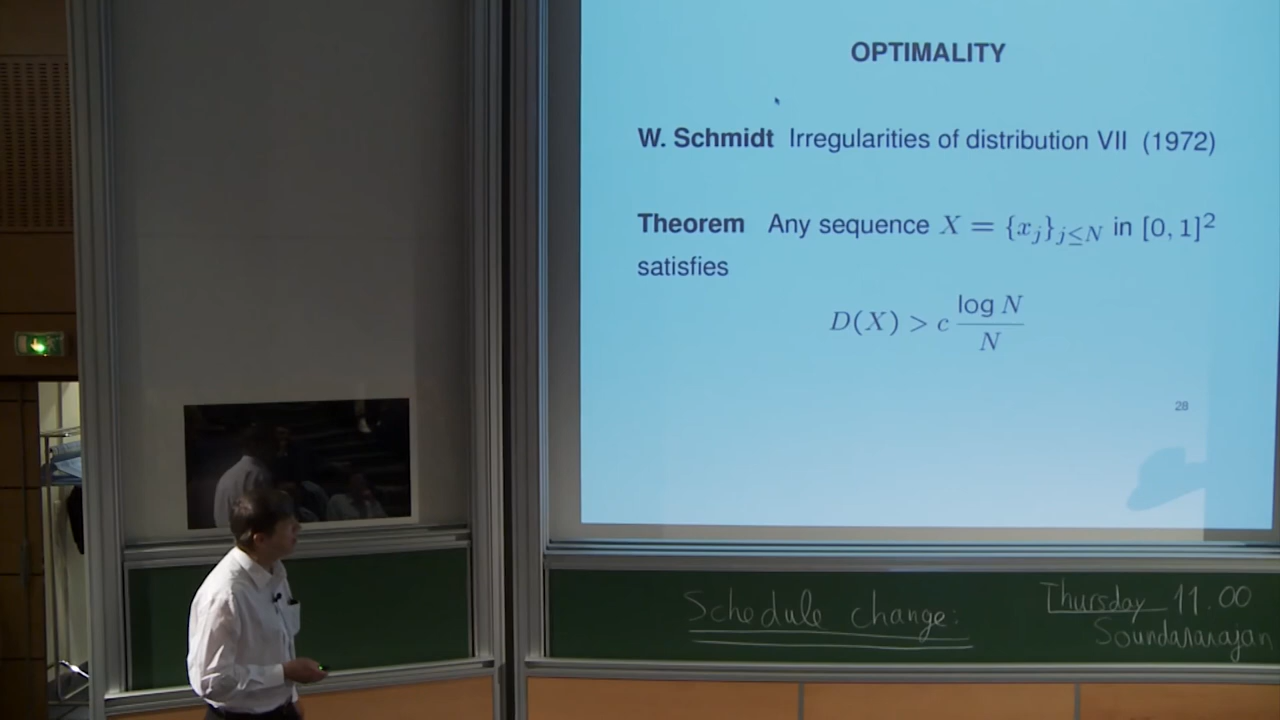 OPTIMALITY
W. Schmidt Irregularities of distribution VII (1972)
Theorem Any sequence X = {x_j}_{j≤N} in [0, 1]²
satisfies
D(X) > c log N / N
28
Schedule change: Thursday 11.00
Soundararajan